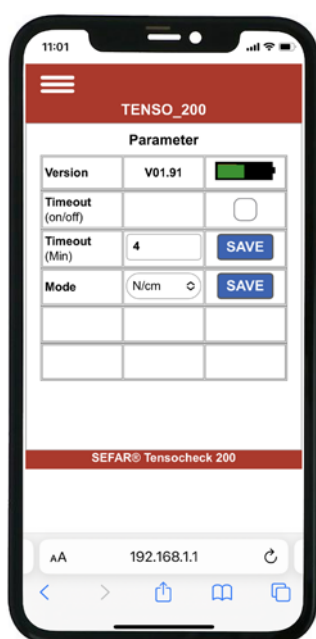 11:01
TENSO_200
Parameter
Version V01.91
Timeout
(on/off)
Timeout
(Min) 4 SAVE
Mode N/cm SAVE
SEFAR® Tensocheck 200
AA 192.168.1.1